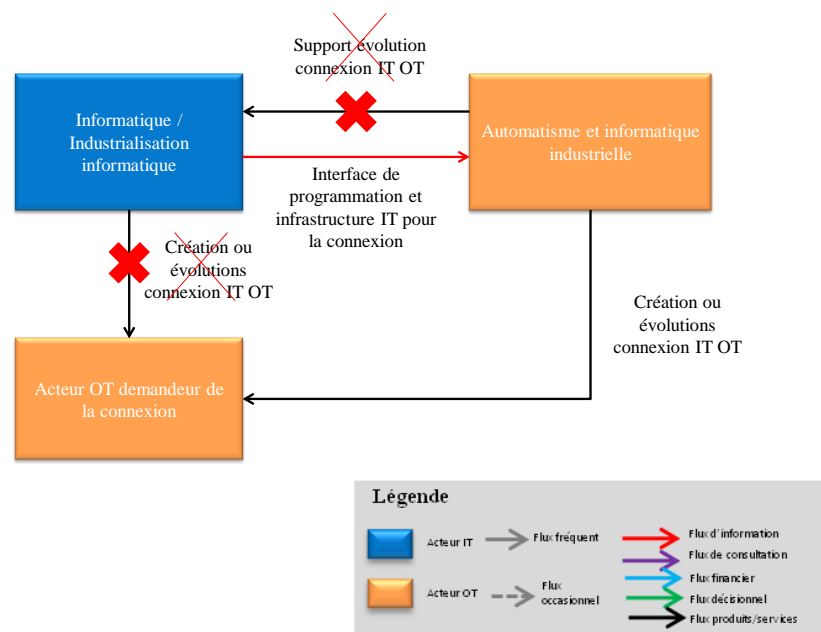 Support évolution
connexion IT OT
Informatique /
Industrialisation
informatique
Automatisme et informatique
industrielle
Interface de
programmation et
infrastructure IT pour
la connexion
Création ou
évolutions
connexion IT OT
Création ou
évolutions
connexion IT OT
Acteur OT demandeur de
la connexion
Légende
Acteur IT
Flux fréquent
Flux d'information
Flux de consultation
Flux financier
Acteur OT
Flux
occasionnel
Flux décisionnel
Flux produits/services